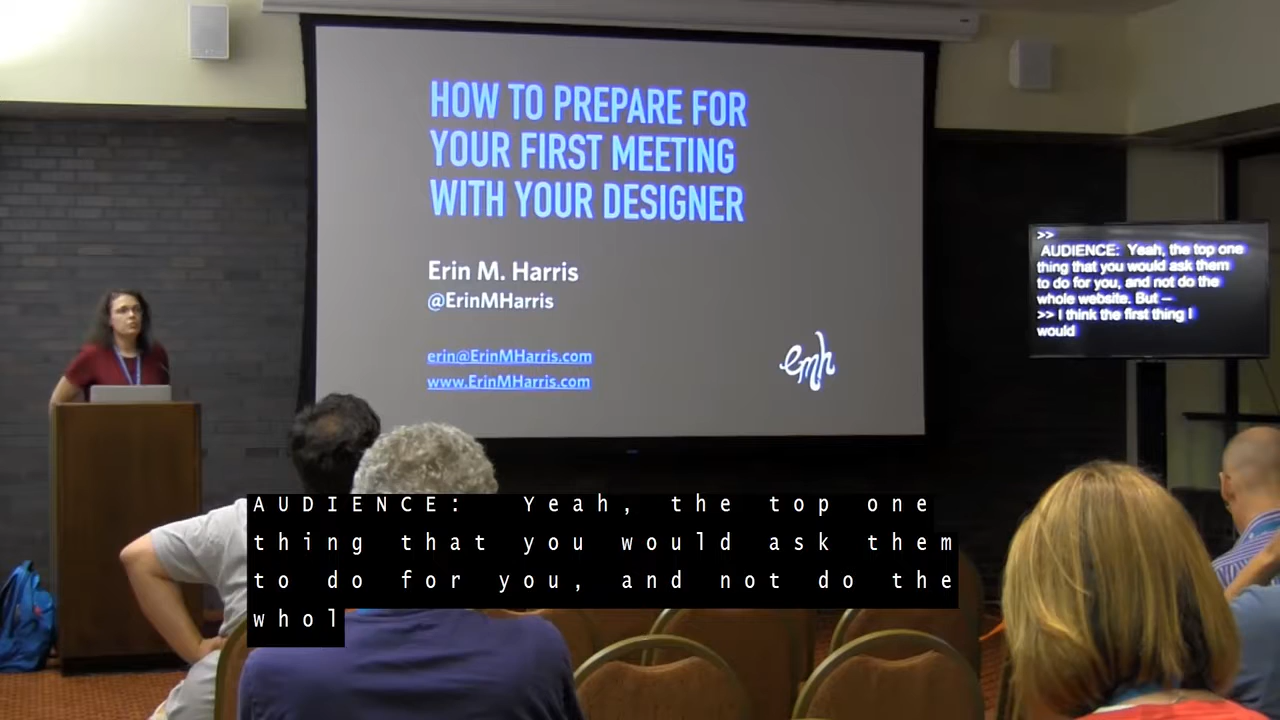 HOW TO PREPARE FOR
YOUR FIRST MEETING
WITH YOUR DESIGNER
Erin M. Harris
@ErinMHarris
erin@ErinMHarris.com
www.ErinMHarris.com
emh
>>
AUDIENCE: Yeah, the top one
thing that you would ask them
to do for you, and not do the
whole website. But --
>> I think the first thing I
would
AUDIENCE: Yeah, the top one
thing that you would ask them
to do for you, and not do the
whol